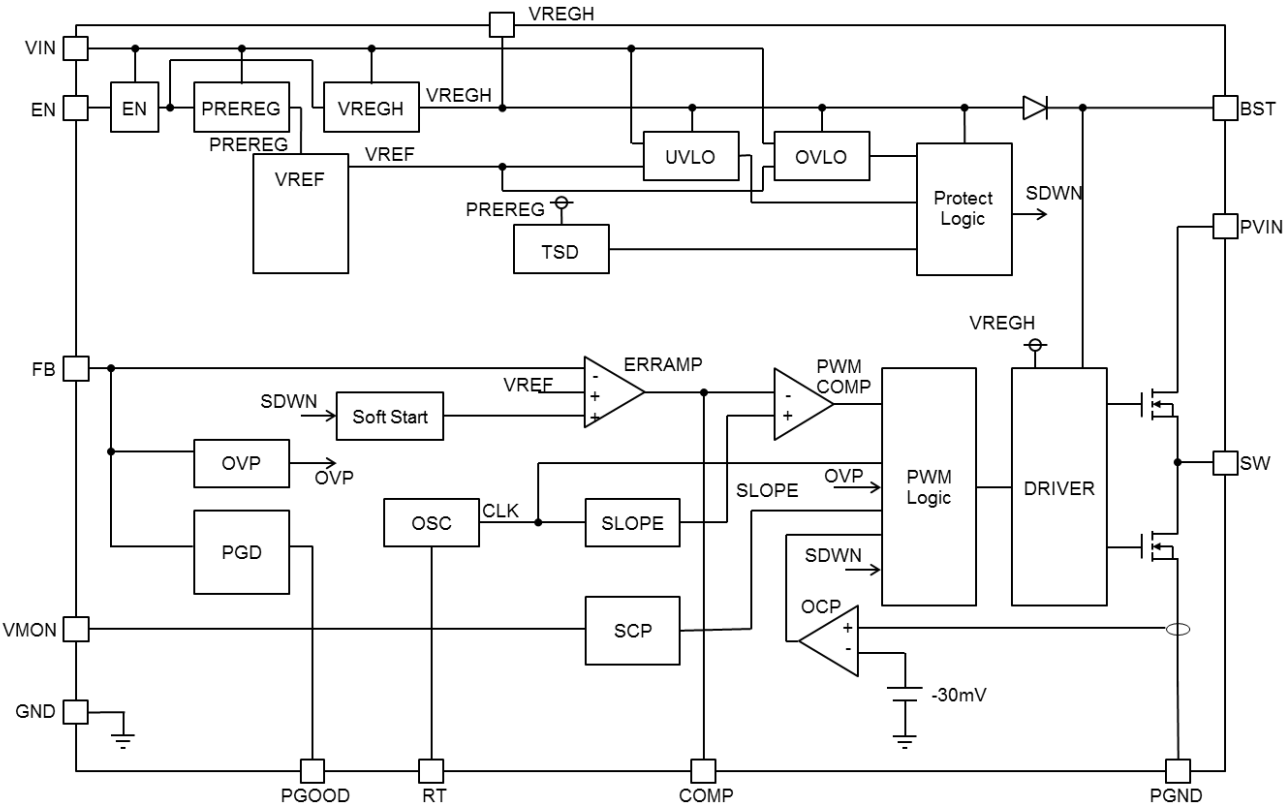 VREGH
VIN
EN
EN
PREREG
VREGH
VREGH
BST
PREREG
VREF
VREF
UVLO
OVLO
Protect
Logic
SDWN
PREREG
TSD
PVIN
VREGH
FB
ERRAMP
PWM
COMP
-
+
+
VREF
SDWN
Soft Start
-
+
OVP
OVP
SW
OSC
CLK
SLOPE
SLOPE
OVP
PWM
Logic
DRIVER
PGD
SDWN
VMON
SCP
OCP
+
-
-30mV
GND
PGOOD
RT
COMP
PGND